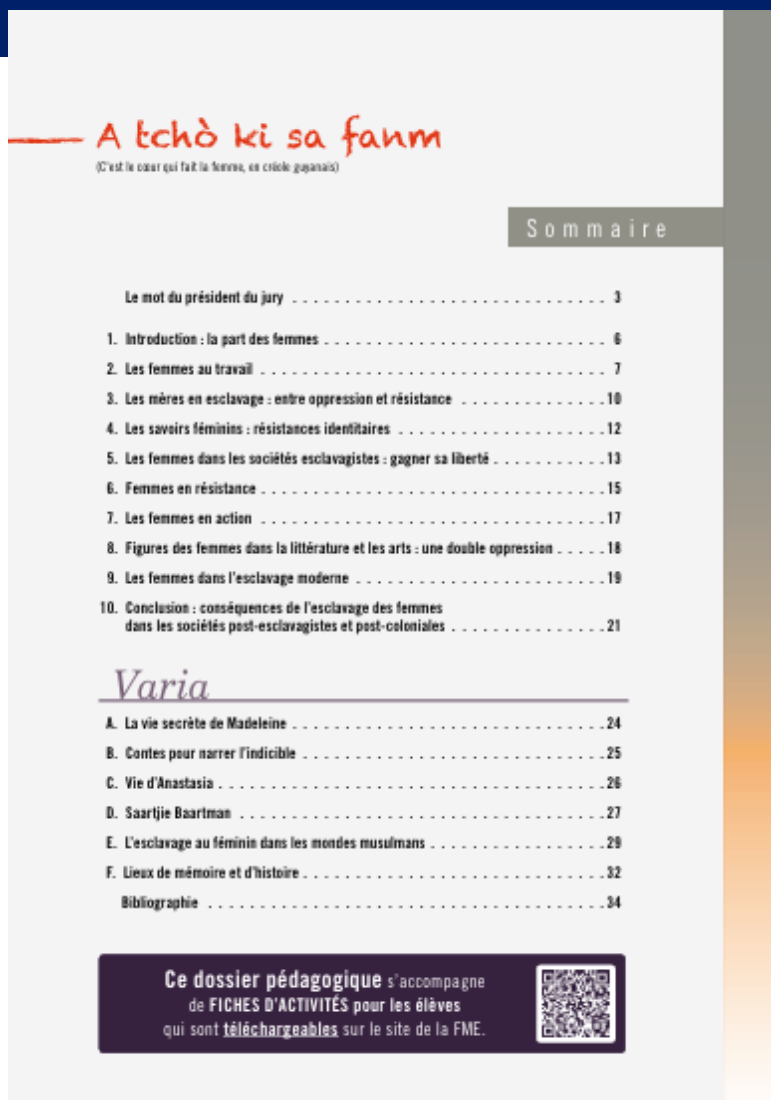 A tchò ki sa fanm
(C'est le cœur qui fait la femme, en créole guyanais)
Sommaire
Le mot du président du jury . . . . . . . . . . . . . . . . . . . . . . . . . . . . . . 3
1. Introduction : la part des femmes . . . . . . . . . . . . . . . . . . . . . . . . . . . 6
2. Les femmes au travail . . . . . . . . . . . . . . . . . . . . . . . . . . . . . . . . . 7
3. Les mères en esclavage : entre oppression et résistance . . . . . . . . . . . . . . 10
4. Les savoirs féminins : résistances identitaires . . . . . . . . . . . . . . . . . . . . 12
5. Les femmes dans les sociétés esclavagistes : gagner sa liberté . . . . . . . . . . . 13
6. Femmes en résistance . . . . . . . . . . . . . . . . . . . . . . . . . . . . . . . . . 15
7. Les femmes en action . . . . . . . . . . . . . . . . . . . . . . . . . . . . . . . . . 17
8. Figures des femmes dans la littérature et les arts : une double oppression . . . . . 18
9. Les femmes dans l'esclavage moderne . . . . . . . . . . . . . . . . . . . . . . . . 19
10. Conclusion : conséquences de l'esclavage des femmes
dans les sociétés post-esclavagistes et post-coloniales . . . . . . . . . . . . . . . 21
Varia
A. La vie secrète de Madeleine . . . . . . . . . . . . . . . . . . . . . . . . . . . . . . 24
B. Contes pour narrer l'indicible . . . . . . . . . . . . . . . . . . . . . . . . . . . . . 25
C. Vie d'Anastasia . . . . . . . . . . . . . . . . . . . . . . . . . . . . . . . . . . . . . 26
D. Saartjie Baartman . . . . . . . . . . . . . . . . . . . . . . . . . . . . . . . . . . . 27
E. L'esclavage au féminin dans les mondes musulmans . . . . . . . . . . . . . . . . . 29
F. Lieux de mémoire et d'histoire . . . . . . . . . . . . . . . . . . . . . . . . . . . . . 32
Bibliographie . . . . . . . . . . . . . . . . . . . . . . . . . . . . . . . . . . . . . . 34
Ce dossier pédagogique s'accompagne
de FICHES D'ACTIVITÉS pour les élèves
qui sont téléchargeables sur le site de la FME.